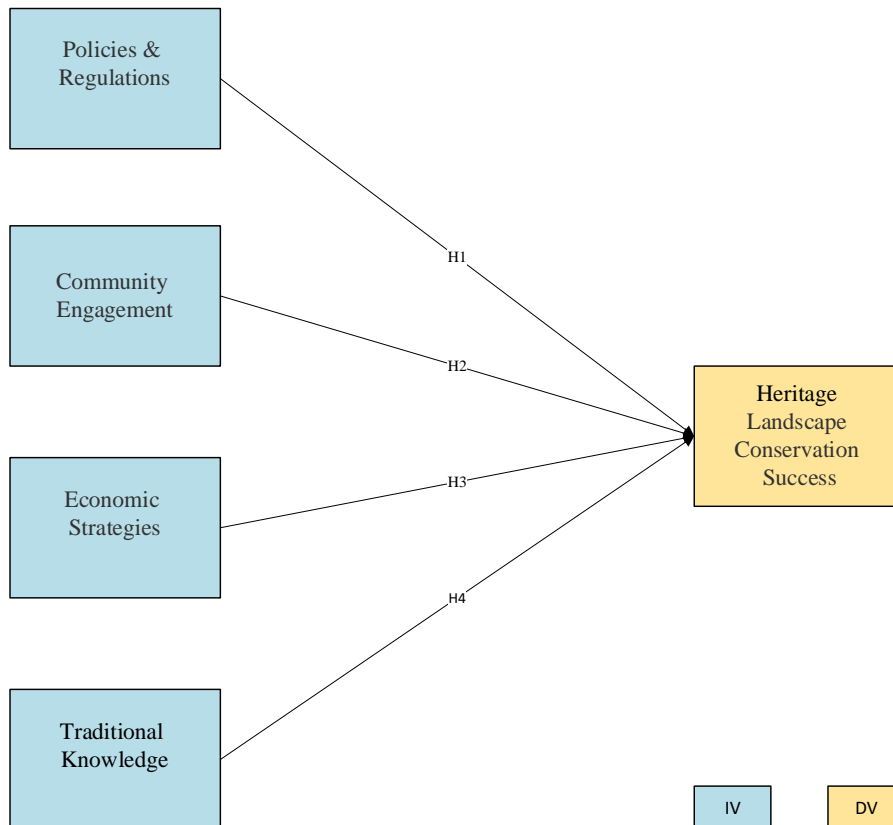 Policies &
Regulations
H1
Community
Engagement
H2
Heritage
Landscape
Conservation
Success
Economic
Strategies
H3
H4
Traditional
Knowledge
IV
DV